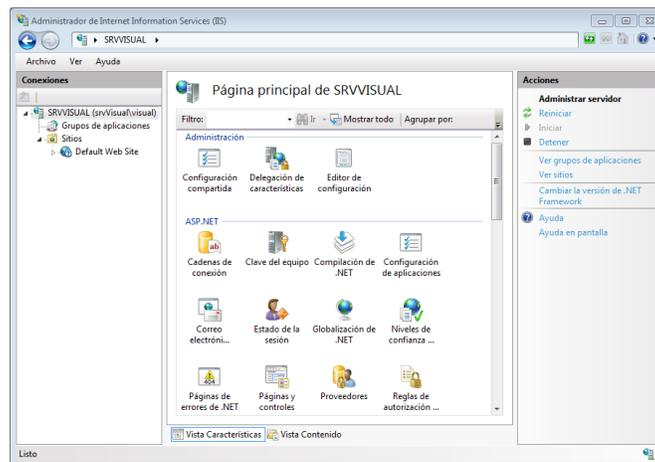 Administrador de Internet Information Services (IIS)
SRVVISUAL
Archivo Ver Ayuda
Conexiones
SRVVISUAL (srvVisual\visual)
Grupos de aplicaciones
Sitios
Default Web Site
Página principal de SRVVISUAL
Filtro: Ir Mostrar todo Agrupar por:
Administración
Configuración compartida
Delegación de características
Editor de configuración
ASP.NET
Cadenas de conexión
Clave del equipo
Compilación de .NET
Configuración de aplicaciones
Correo electróni...
Estado de la sesión
Globalización de .NET
Niveles de confianza ...
404
Páginas de errores de .NET
Páginas y controles
Proveedores
Reglas de autorización ...
Vista Características Vista Contenido
Acciones
Administrar servidor
Reiniciar
Iniciar
Detener
Ver grupos de aplicaciones
Ver sitios
Cambiar la versión de .NET
Framework
Ayuda
Ayuda en pantalla
Listo